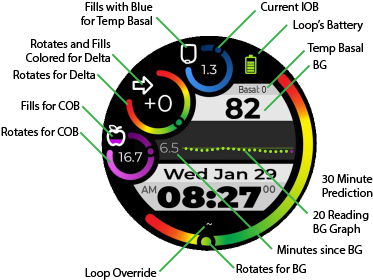 Fills with Blue
for Temp Basal
Current IOB
Loop's Battery
Rotates and Fills
Colored for Delta
Temp Basal
BG
Rotates for Delta
Fills for COB
Rotates for COB
1.3
+0
Basal: 0
82
16.7
6.5
Wed Jan 29
AM
08:27
00
~
30 Minute
Prediction
20 Reading
BG Graph
Minutes since BG
Rotates for BG
Loop Override